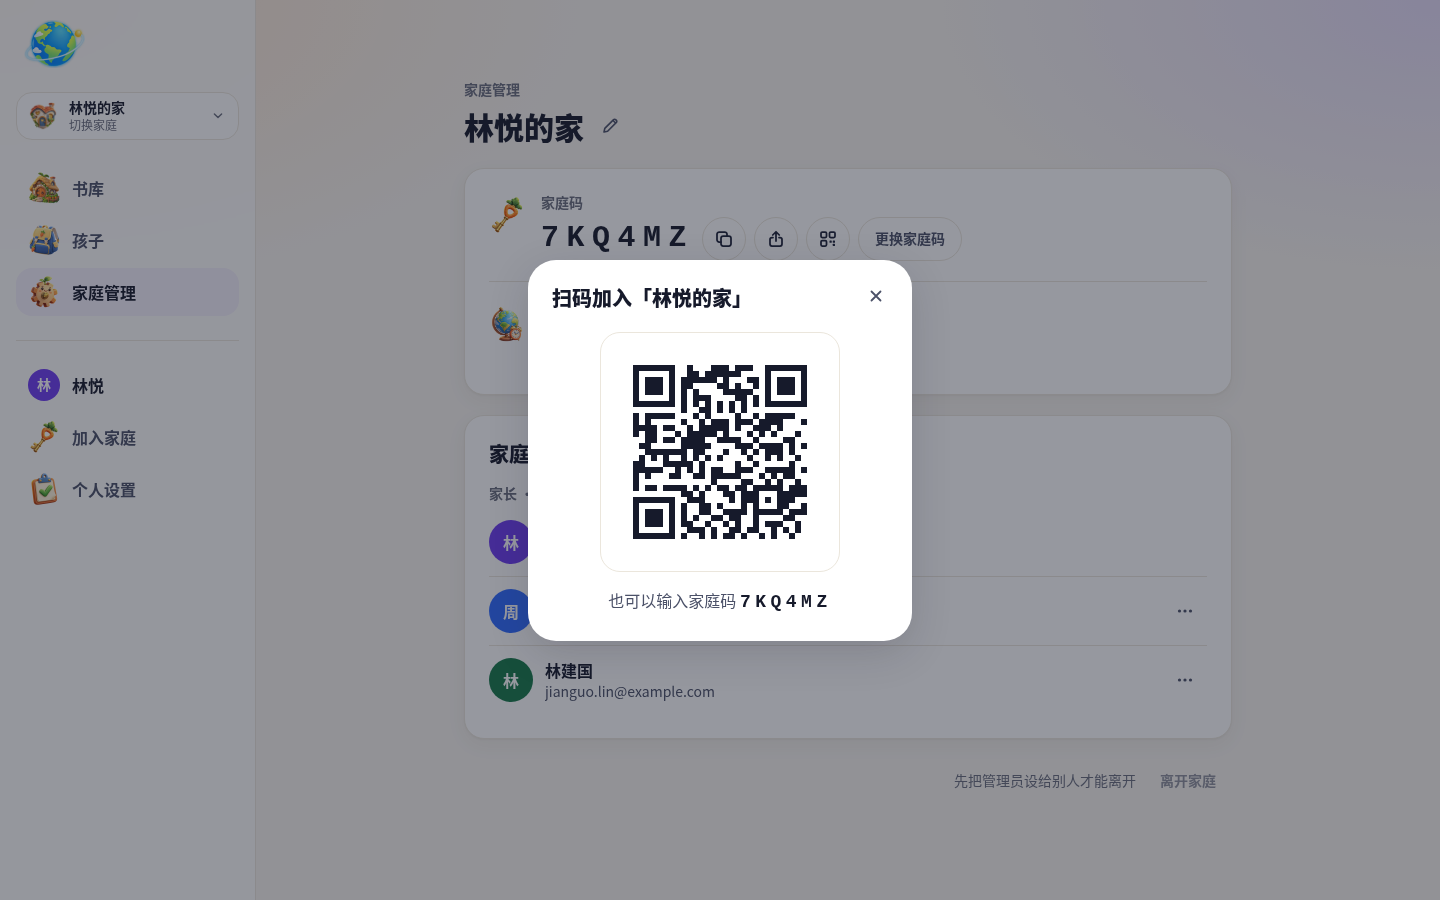 林悦的家
切换家庭
书库
孩子
家庭管理
林
林悦
加入家庭
个人设置
家庭管理
林悦的家
家庭码
7KQ4MZ
更换家庭码
扫码加入「林悦的家」
也可以输入家庭码 7KQ4MZ
家庭
家长
林
周
林
林建国
jianguo.lin@example.com
先把管理员设给别人才能离开
离开家庭